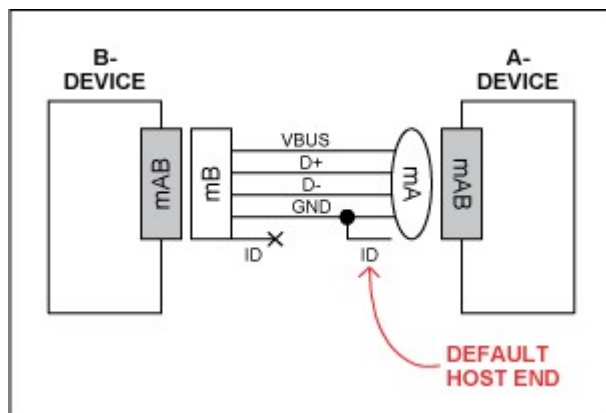 B-
DEVICE
A-
DEVICE
mAB
mB
VBUS
D+
D-
GND
ID
ID
mA
mAB
DEFAULT
HOST END